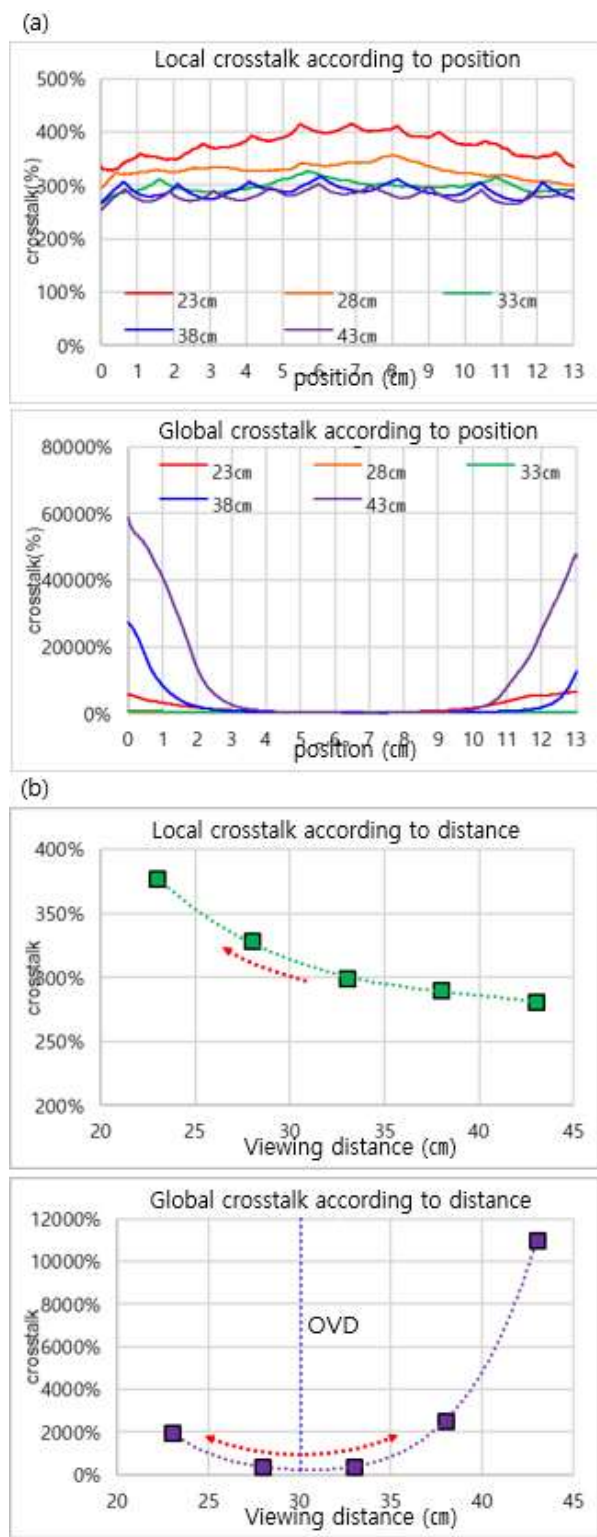 (a)
Local crosstalk according to position
500%
400%
300%
200%
100%
0%
crosstalk(%)
23㎝ 28㎝ 33㎝
38㎝ 43㎝
0 1 2 3 4 5 6 7 8 9 10 11 12 13
position (㎝)
Global crosstalk according to position
80000%
60000%
40000%
20000%
0%
crosstalk(%)
23㎝ 28㎝ 33㎝
38㎝ 43㎝
0 1 2 3 4 5 6 7 8 9 10 11 12 13
position (㎝)
(b)
Local crosstalk according to distance
400%
350%
300%
250%
200%
crosstalk
20 25 30 35 40 45
Viewing distance (㎝)
Global crosstalk according to distance
12000%
10000%
8000%
6000%
4000%
2000%
0%
crosstalk
OVD
20 25 30 35 40 45
Viewing distance (㎝)